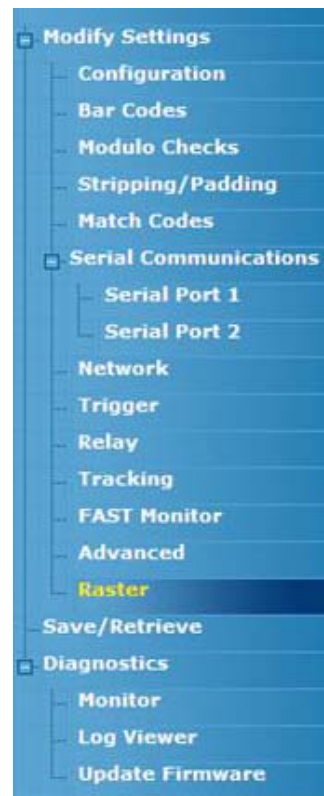 Modify Settings
Configuration
Bar Codes
Modulo Checks
Stripping/Padding
Match Codes
Serial Communications
Serial Port 1
Serial Port 2
Network
Trigger
Relay
Tracking
FAST Monitor
Advanced
Raster
Save/Retrieve
Diagnostics
Monitor
Log Viewer
Update Firmware